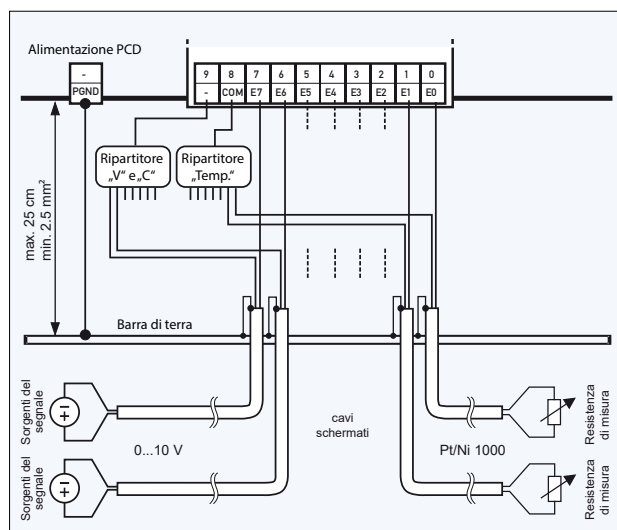 Alimentazione PCD
-
PGND
9 8 7 6 5 4 3 2 1 0
- COM E7 E6 E5 E4 E3 E2 E1 E0
Ripartitore
„V“ e „C“
Ripartitore
„Temp.“
max. 25 cm
min. 2.5 mm²
Barra di terra
Sorgenti del
segnale
0...10 V
cavi
schermati
Pt/Ni 1000
Resistenza
di misura
Sorgenti del
segnale
Resistenza
di misura